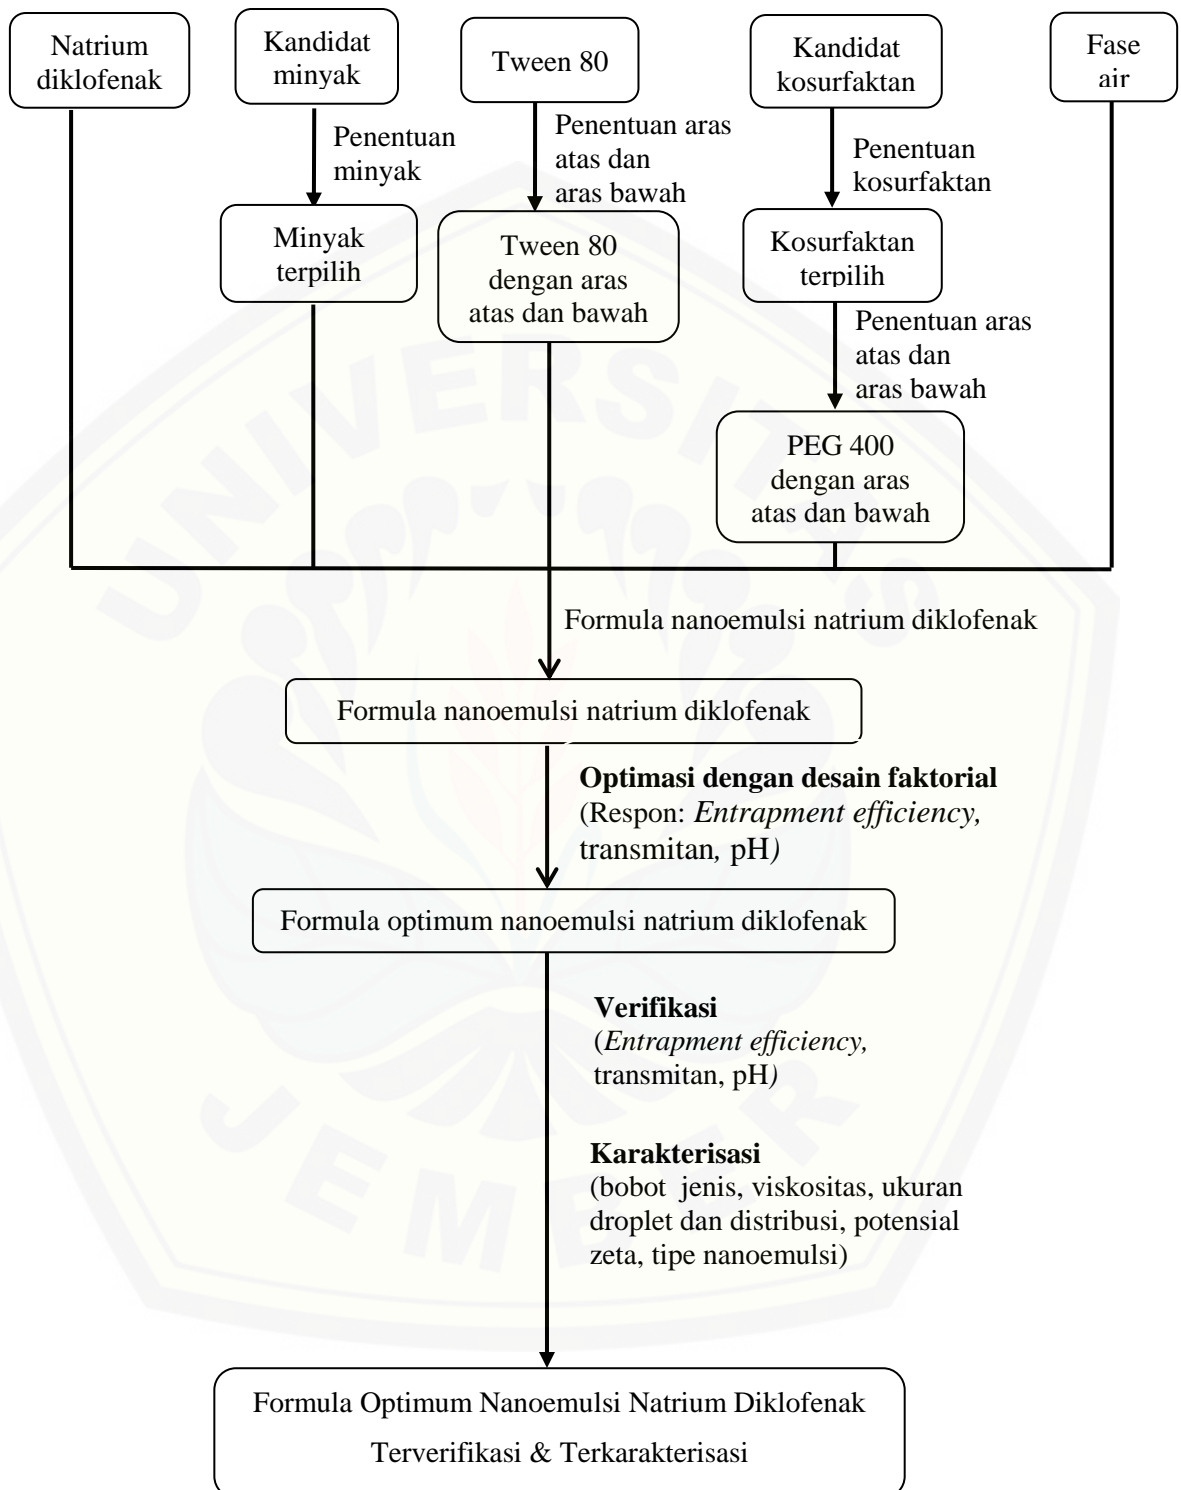 Natrium
diklofenak
Kandidat
minyak
Tween 80
Kandidat
kosurfaktan
Fase
air
Penentuan
minyak
Penentuan aras
atas dan
aras bawah
Penentuan
kosurfaktan
Minyak
terpilih
Tween 80
dengan aras
atas dan bawah
Kosurfaktan
terpilih
Penentuan aras
atas dan
aras bawah
PEG 400
dengan aras
atas dan bawah
Formula nanoemulsi natrium diklofenak
Formula nanoemulsi natrium diklofenak
Optimasi dengan desain faktorial
(Respon: Entrapment efficiency,
transmitan, pH)
Formula optimum nanoemulsi natrium diklofenak
Verifikasi
(Entrapment efficiency,
transmitan, pH)
Karakterisasi
(bobot jenis, viskositas, ukuran
droplet dan distribusi, potensial
zeta, tipe nanoemulsi)
Formula Optimum Nanoemulsi Natrium Diklofenak
Terverifikasi & Terkarakterisasi
UNIVERSITAS
JEMBER